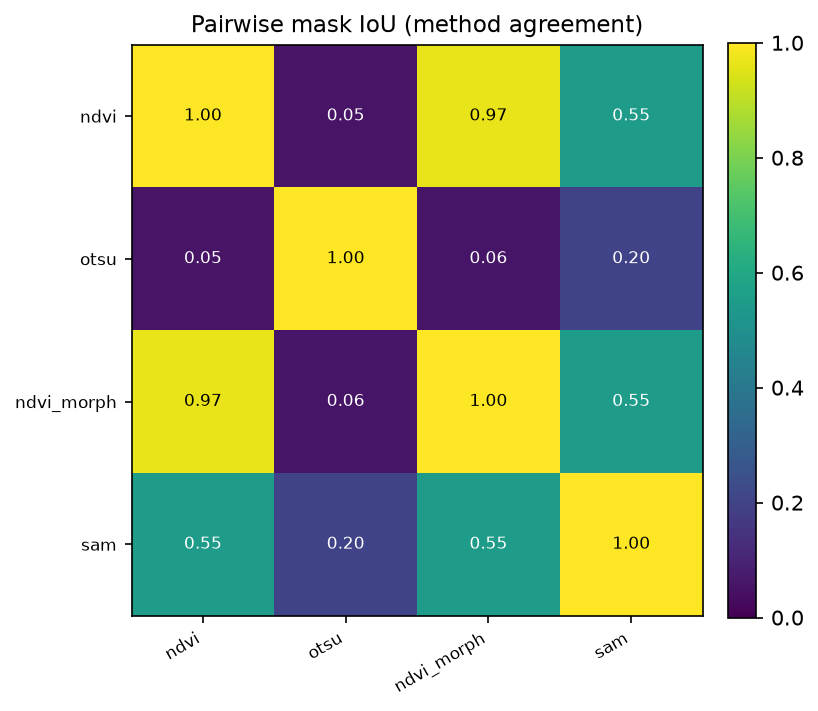 Pairwise mask IoU (method agreement)
1.0
ndvi 1.00 0.05 0.97 0.55
0.8
otsu 0.05 1.00 0.06 0.20
0.6
0.4
ndvi_morph 0.97 0.06 1.00 0.55
0.2
sam 0.55 0.20 0.55 1.00
0.0
ndvi otsu ndvi_morph sam